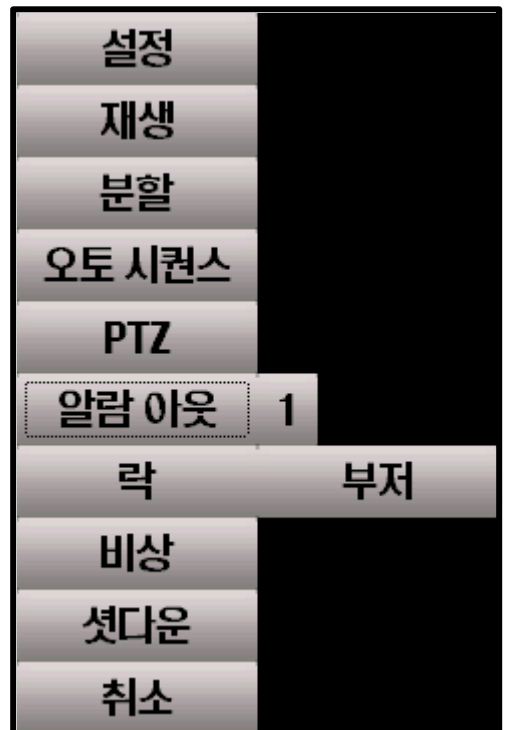 설정
재생
분할
오토 시퀀스
PTZ
알람 아웃 1
락 부저
비상
셧다운
취소